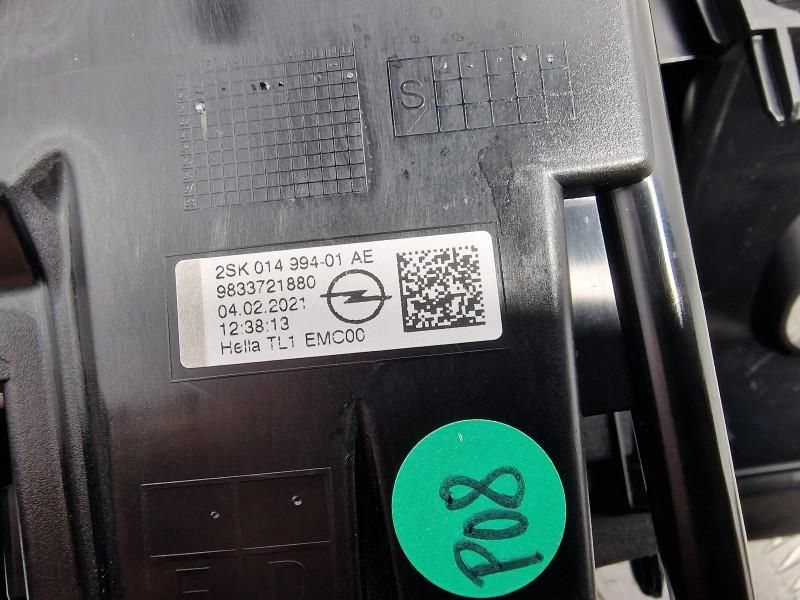 S
2SK 014 994-01 AE
9833721880
04.02.2021
12:38:13
Hella TL1 EMC00
P08